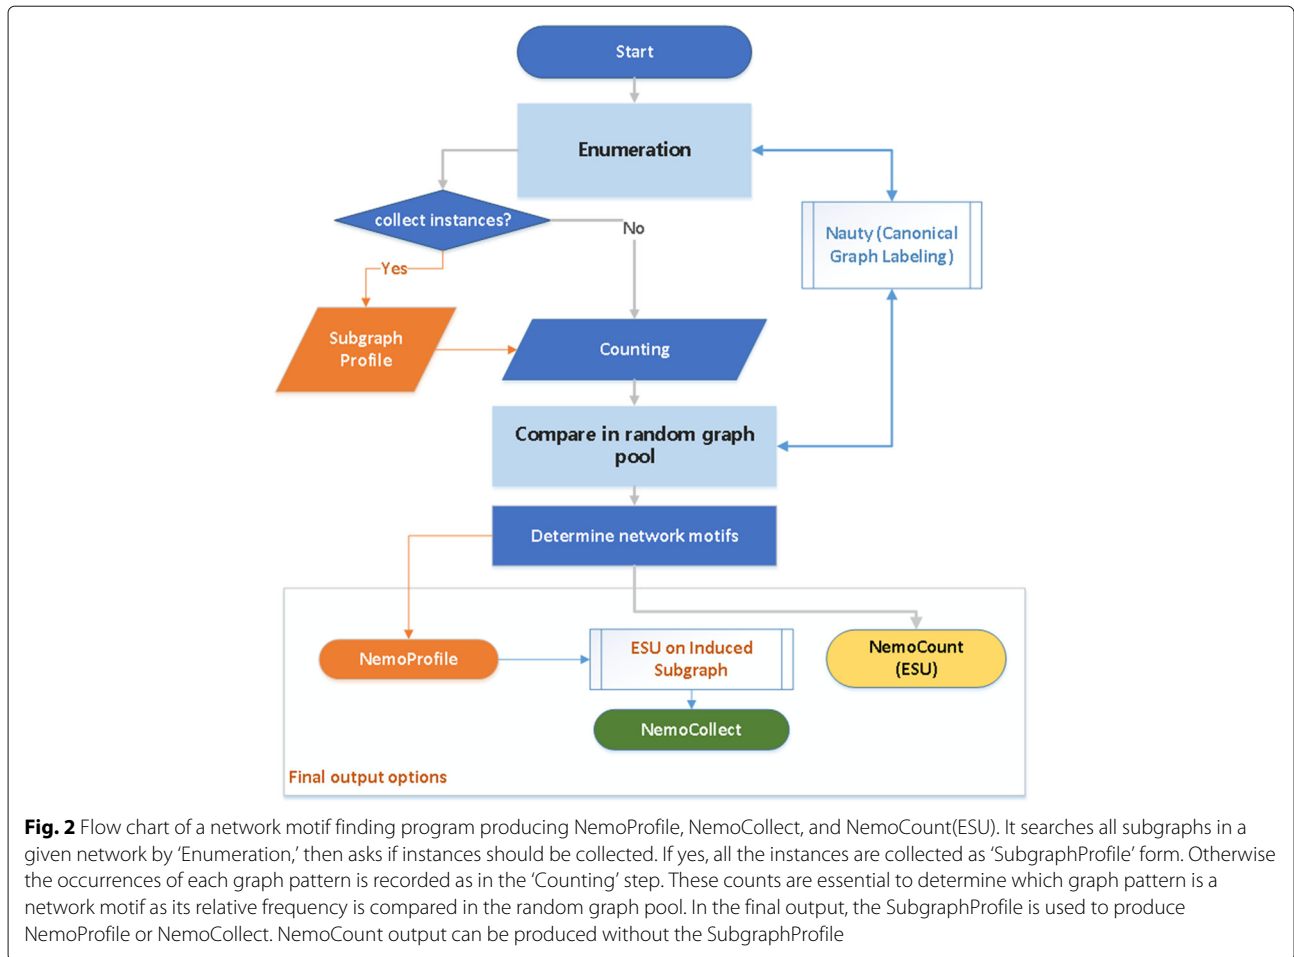 Start
Enumeration
collect instances?
No
Yes
Nauty (Canonical
Graph Labeling)
Subgraph
Profile
Counting
Compare in random graph
pool
Determine network motifs
NemoProfile
ESU on Induced
Subgraph
NemoCount
(ESU)
NemoCollect
Final output options
Fig. 2 Flow chart of a network motif finding program producing NemoProfile, NemoCollect, and NemoCount(ESU). It searches all subgraphs in a
given network by ‘Enumeration,’ then asks if instances should be collected. If yes, all the instances are collected as ‘SubgraphProfile’ form. Otherwise
the occurrences of each graph pattern is recorded as in the ‘Counting’ step. These counts are essential to determine which graph pattern is a
network motif as its relative frequency is compared in the random graph pool. In the final output, the SubgraphProfile is used to produce
NemoProfile or NemoCollect. NemoCount output can be produced without the SubgraphProfile